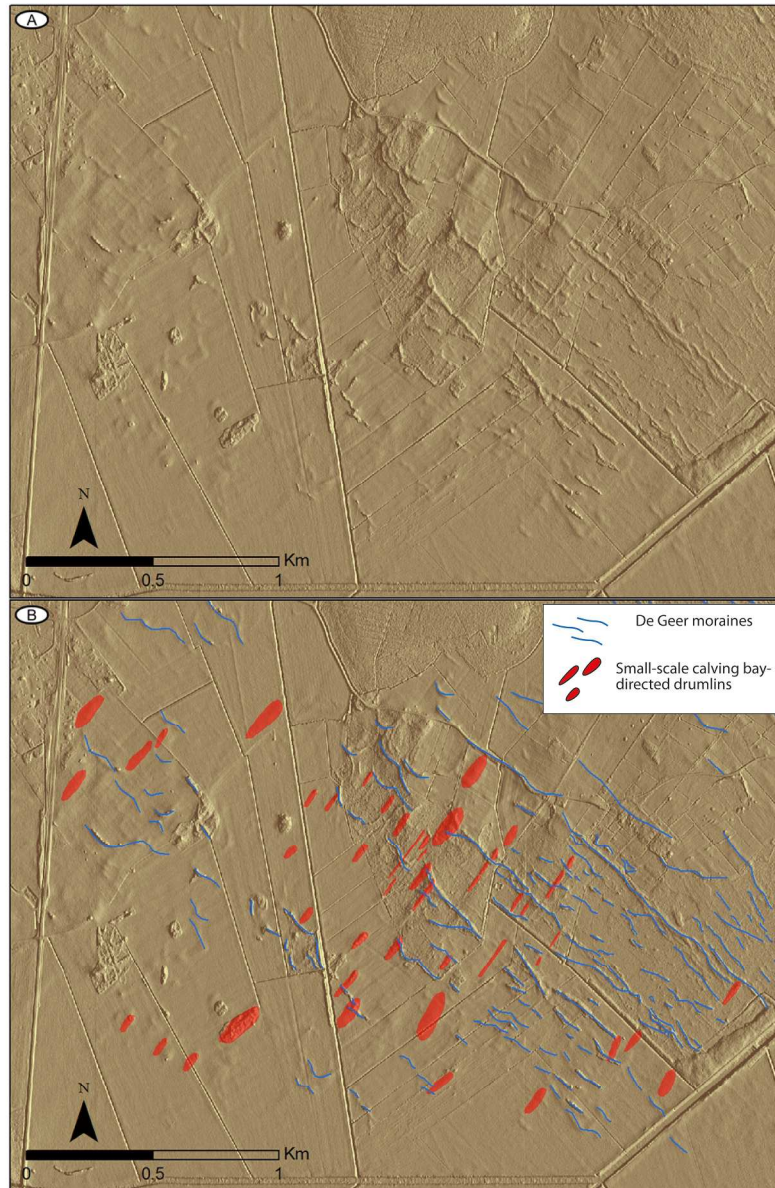 A
N
Km
0 0.5 1
B
De Geer moraines
Small-scale calving bay-
directed drumlins
N
Km
0 0.5 1